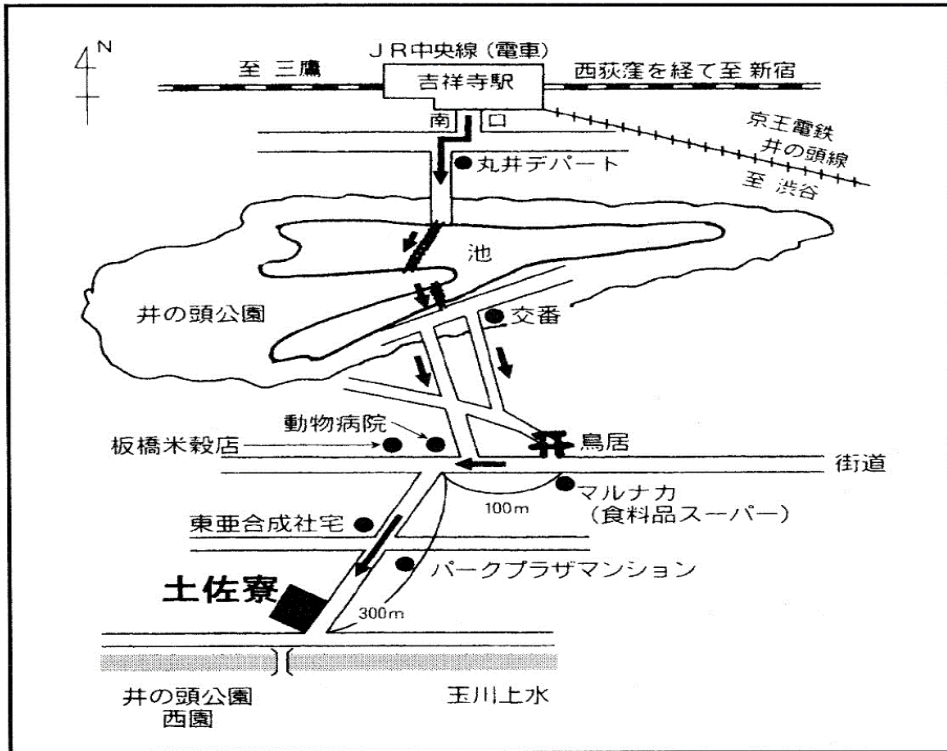 N
JR中央線(電車)
至 三鷹
吉祥寺駅
西荻窪を経て至 新宿
南 口
京王電鉄
井の頭線
至 渋谷
丸井デパート
池
井の頭公園
交番
動物病院
板橋米穀店
鳥居
街道
100m
マルナカ
(食料品スーパー)
東亜合成社宅
パークプラザマンション
土佐寮
300m
井の頭公園
西園
玉川上水